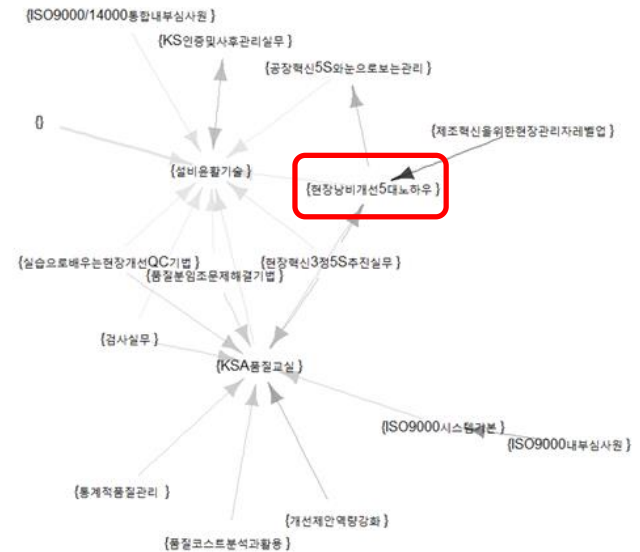 {ISO9000/14000통합내부심사원 }
{KS인증및사후관리실무 }
{공장혁신5S와눈으로보는관리 }
{}
{제조혁신을위한현장관리자레벨업 }
{설비윤활기술 }
{현장낭비개선5대노하우 }
{실습으로배우는현장개선QC기법 }
{현장혁신3정5S추진실무 }
{품질분임조문제해결기법 }
{검사실무 }
{KSA품질교실 }
{ISO9000시스템기본 }
{ISO9000내부심사원 }
{통계적품질관리 }
{개선제안역량강화 }
{품질코스트분석과활용 }